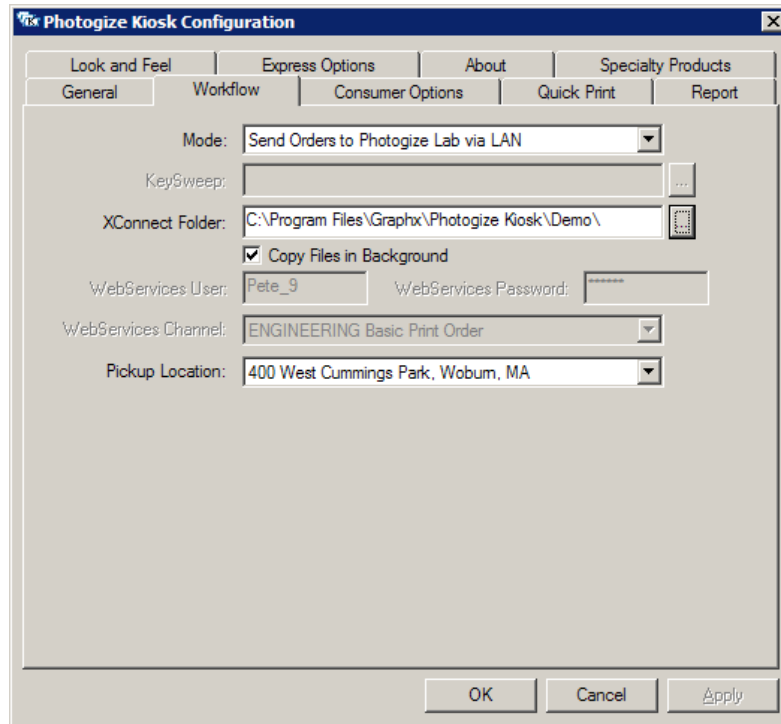 Photogize Kiosk Configuration
Look and Feel Express Options About Specialty Products
General Workflow Consumer Options Quick Print Report
Mode: Send Orders to Photogize Lab via LAN
KeySweep: ...
XConnect Folder: C:\Program Files\Graphx\Photogize Kiosk\Demo\ ...
Copy Files in Background
WebServices User: Pete_9 WebServices Password: ******
WebServices Channel: ENGINEERING Basic Print Order
Pickup Location: 400 West Cummings Park, Woburn, MA
OK Cancel Apply